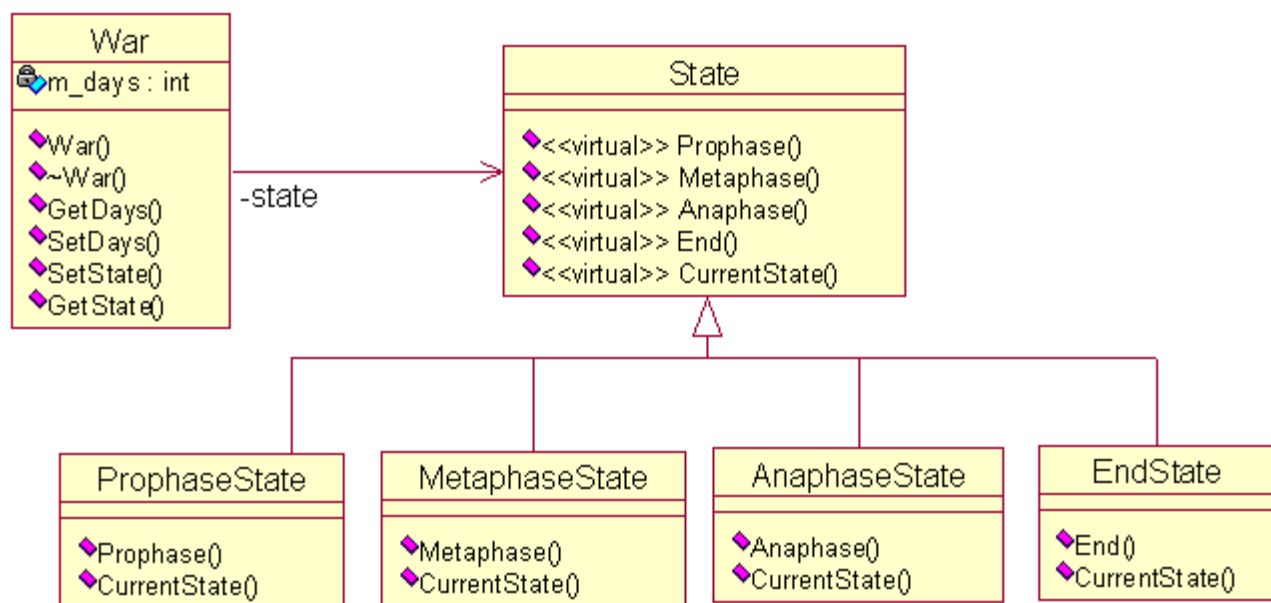 War
m_days : int
War()
~War()
GetDays()
SetDays()
SetState()
GetState()
-state
State
<<virtual>> Prophase()
<<virtual>> Metaphase()
<<virtual>> Anaphase()
<<virtual>> End()
<<virtual>> CurrentState()
ProphaseState
Prophase()
CurrentState()
MetaphaseState
Metaphase()
CurrentState()
AnaphaseState
Anaphase()
CurrentState()
EndState
End()
CurrentState()